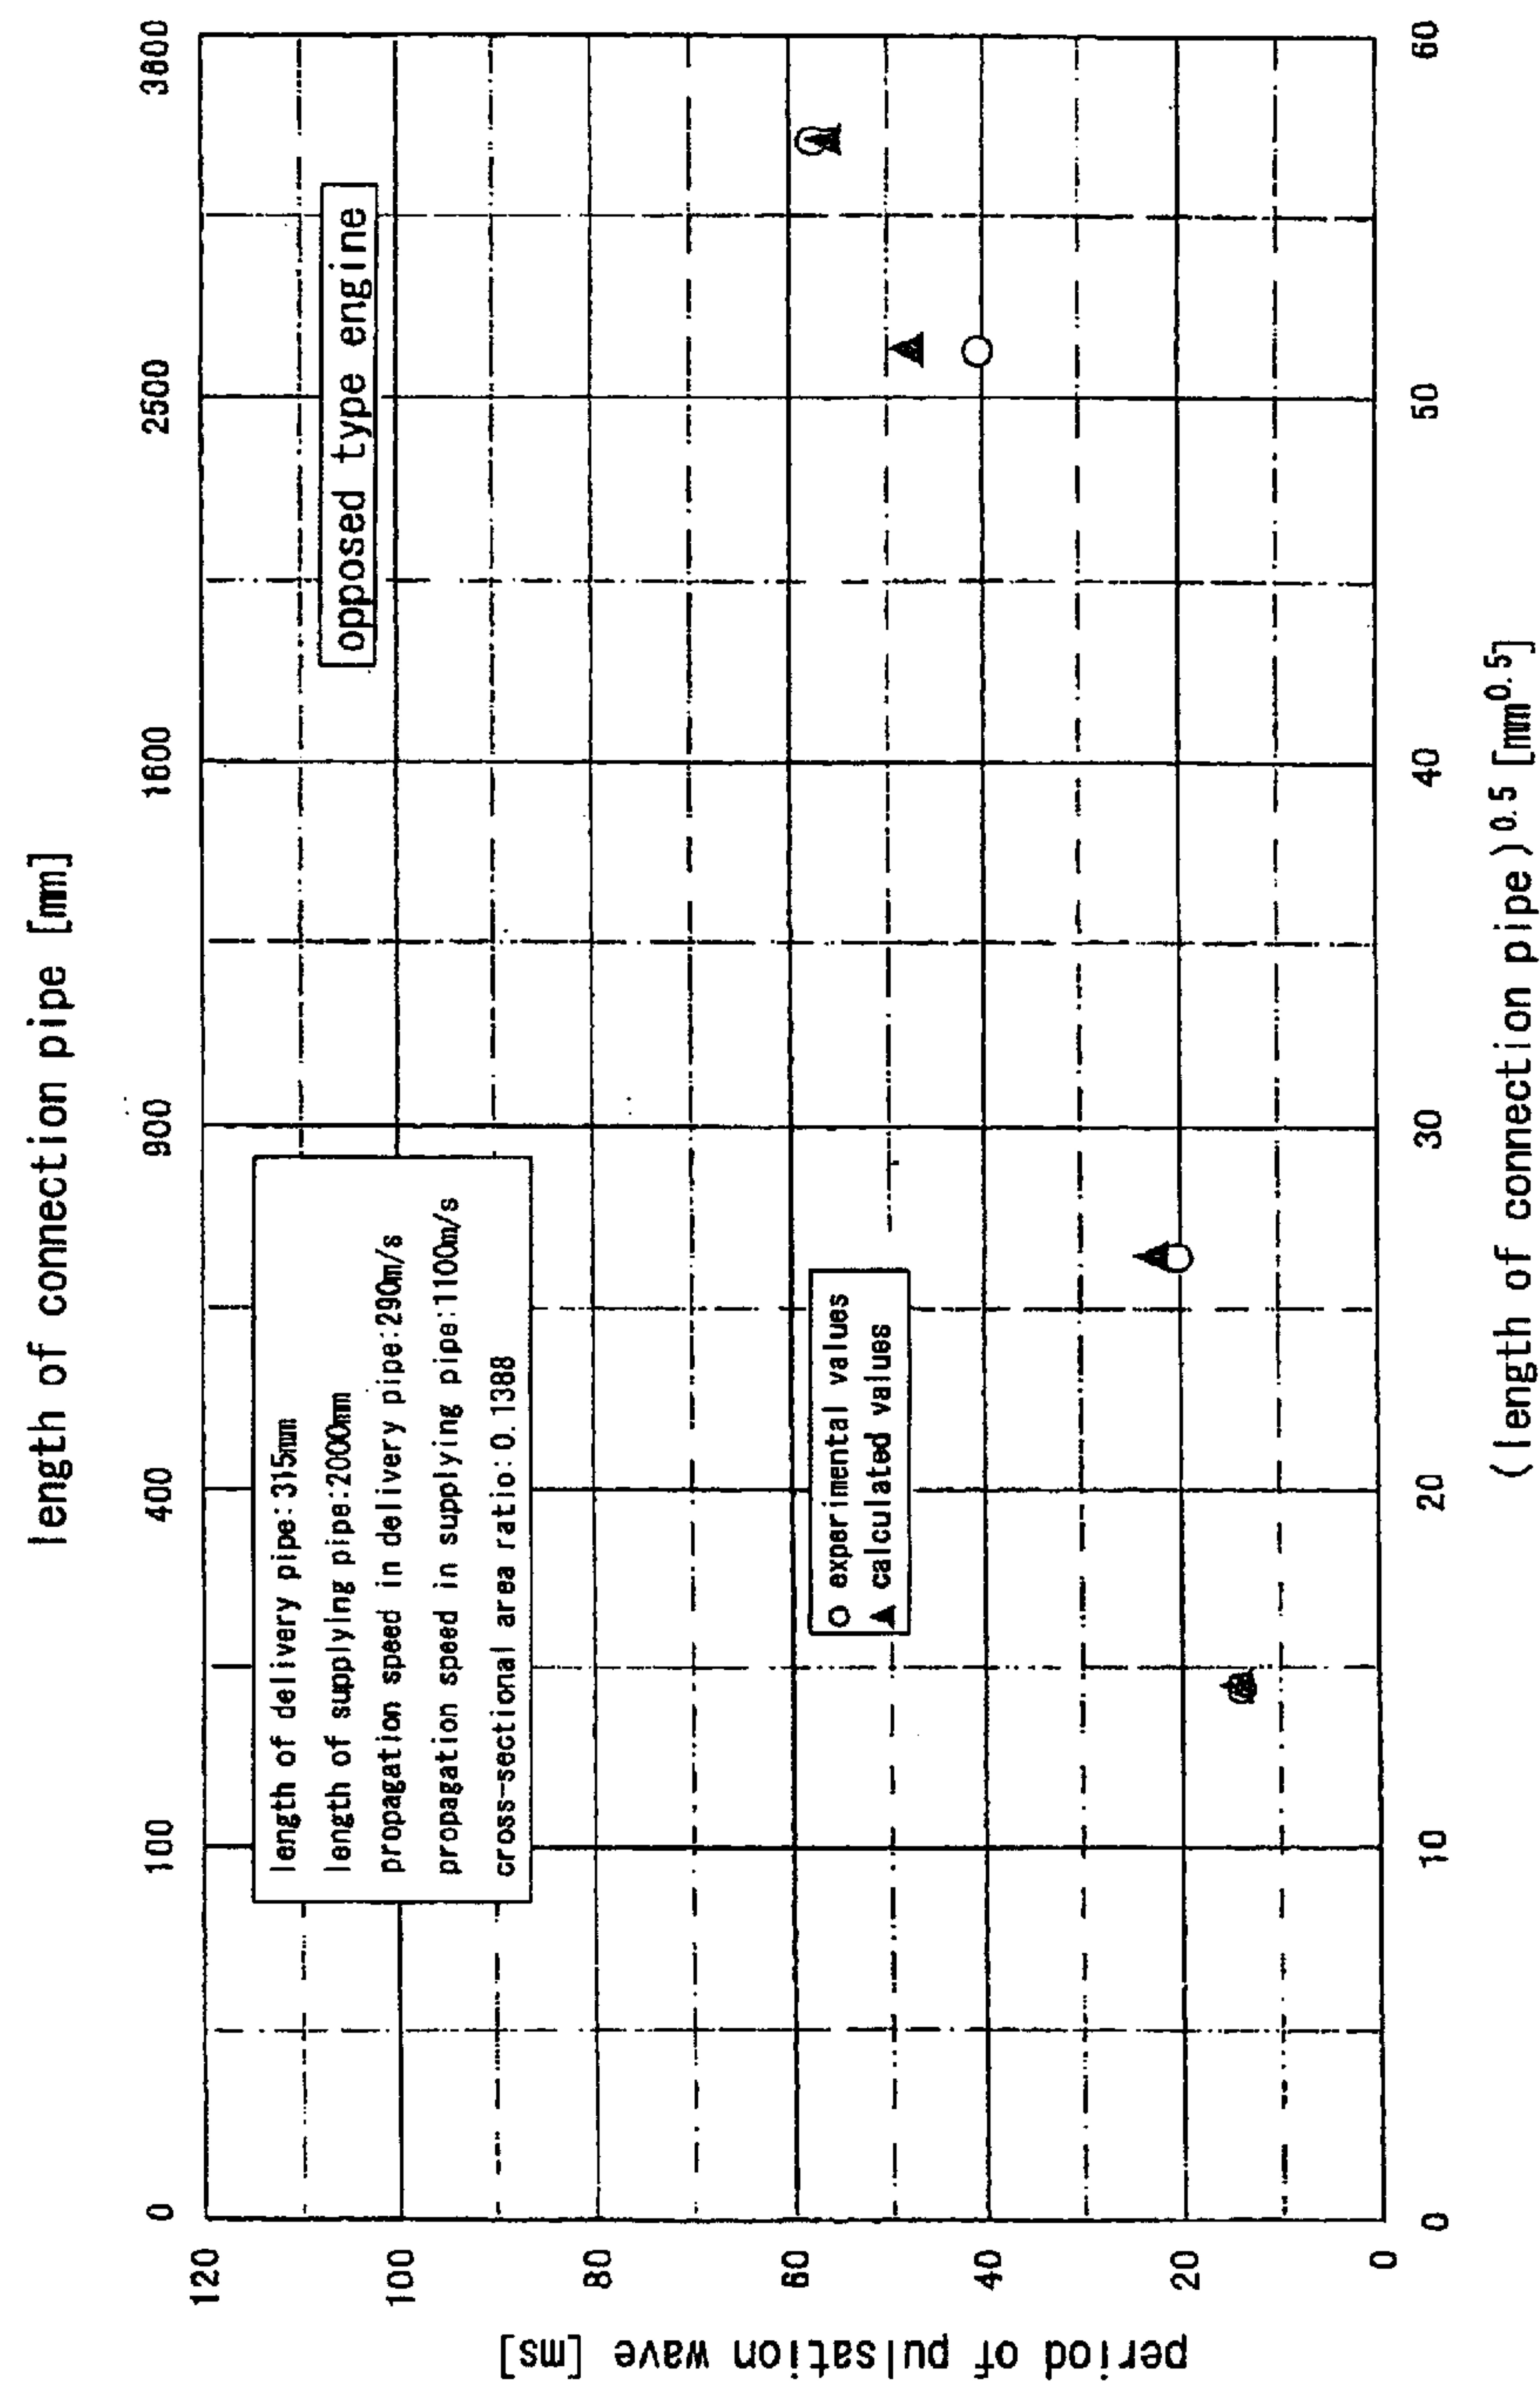 length of connection pipe [mm]
0 100 400 900 1600 2500 3600
opposed type engine
length of delivery pipe:315mm
length of supplying pipe:2000mm
propagation speed in delivery pipe:290m/s
propagation speed in supplying pipe:1100m/s
cross-sectional area ratio:0.1388
○ experimental values
▲ calculated values
period of pulsation wave [ms]
120
100
80
60
40
20
0
0 10 20 30 40 50 60
(length of connection pipe)^0.5 [mm^0.5]